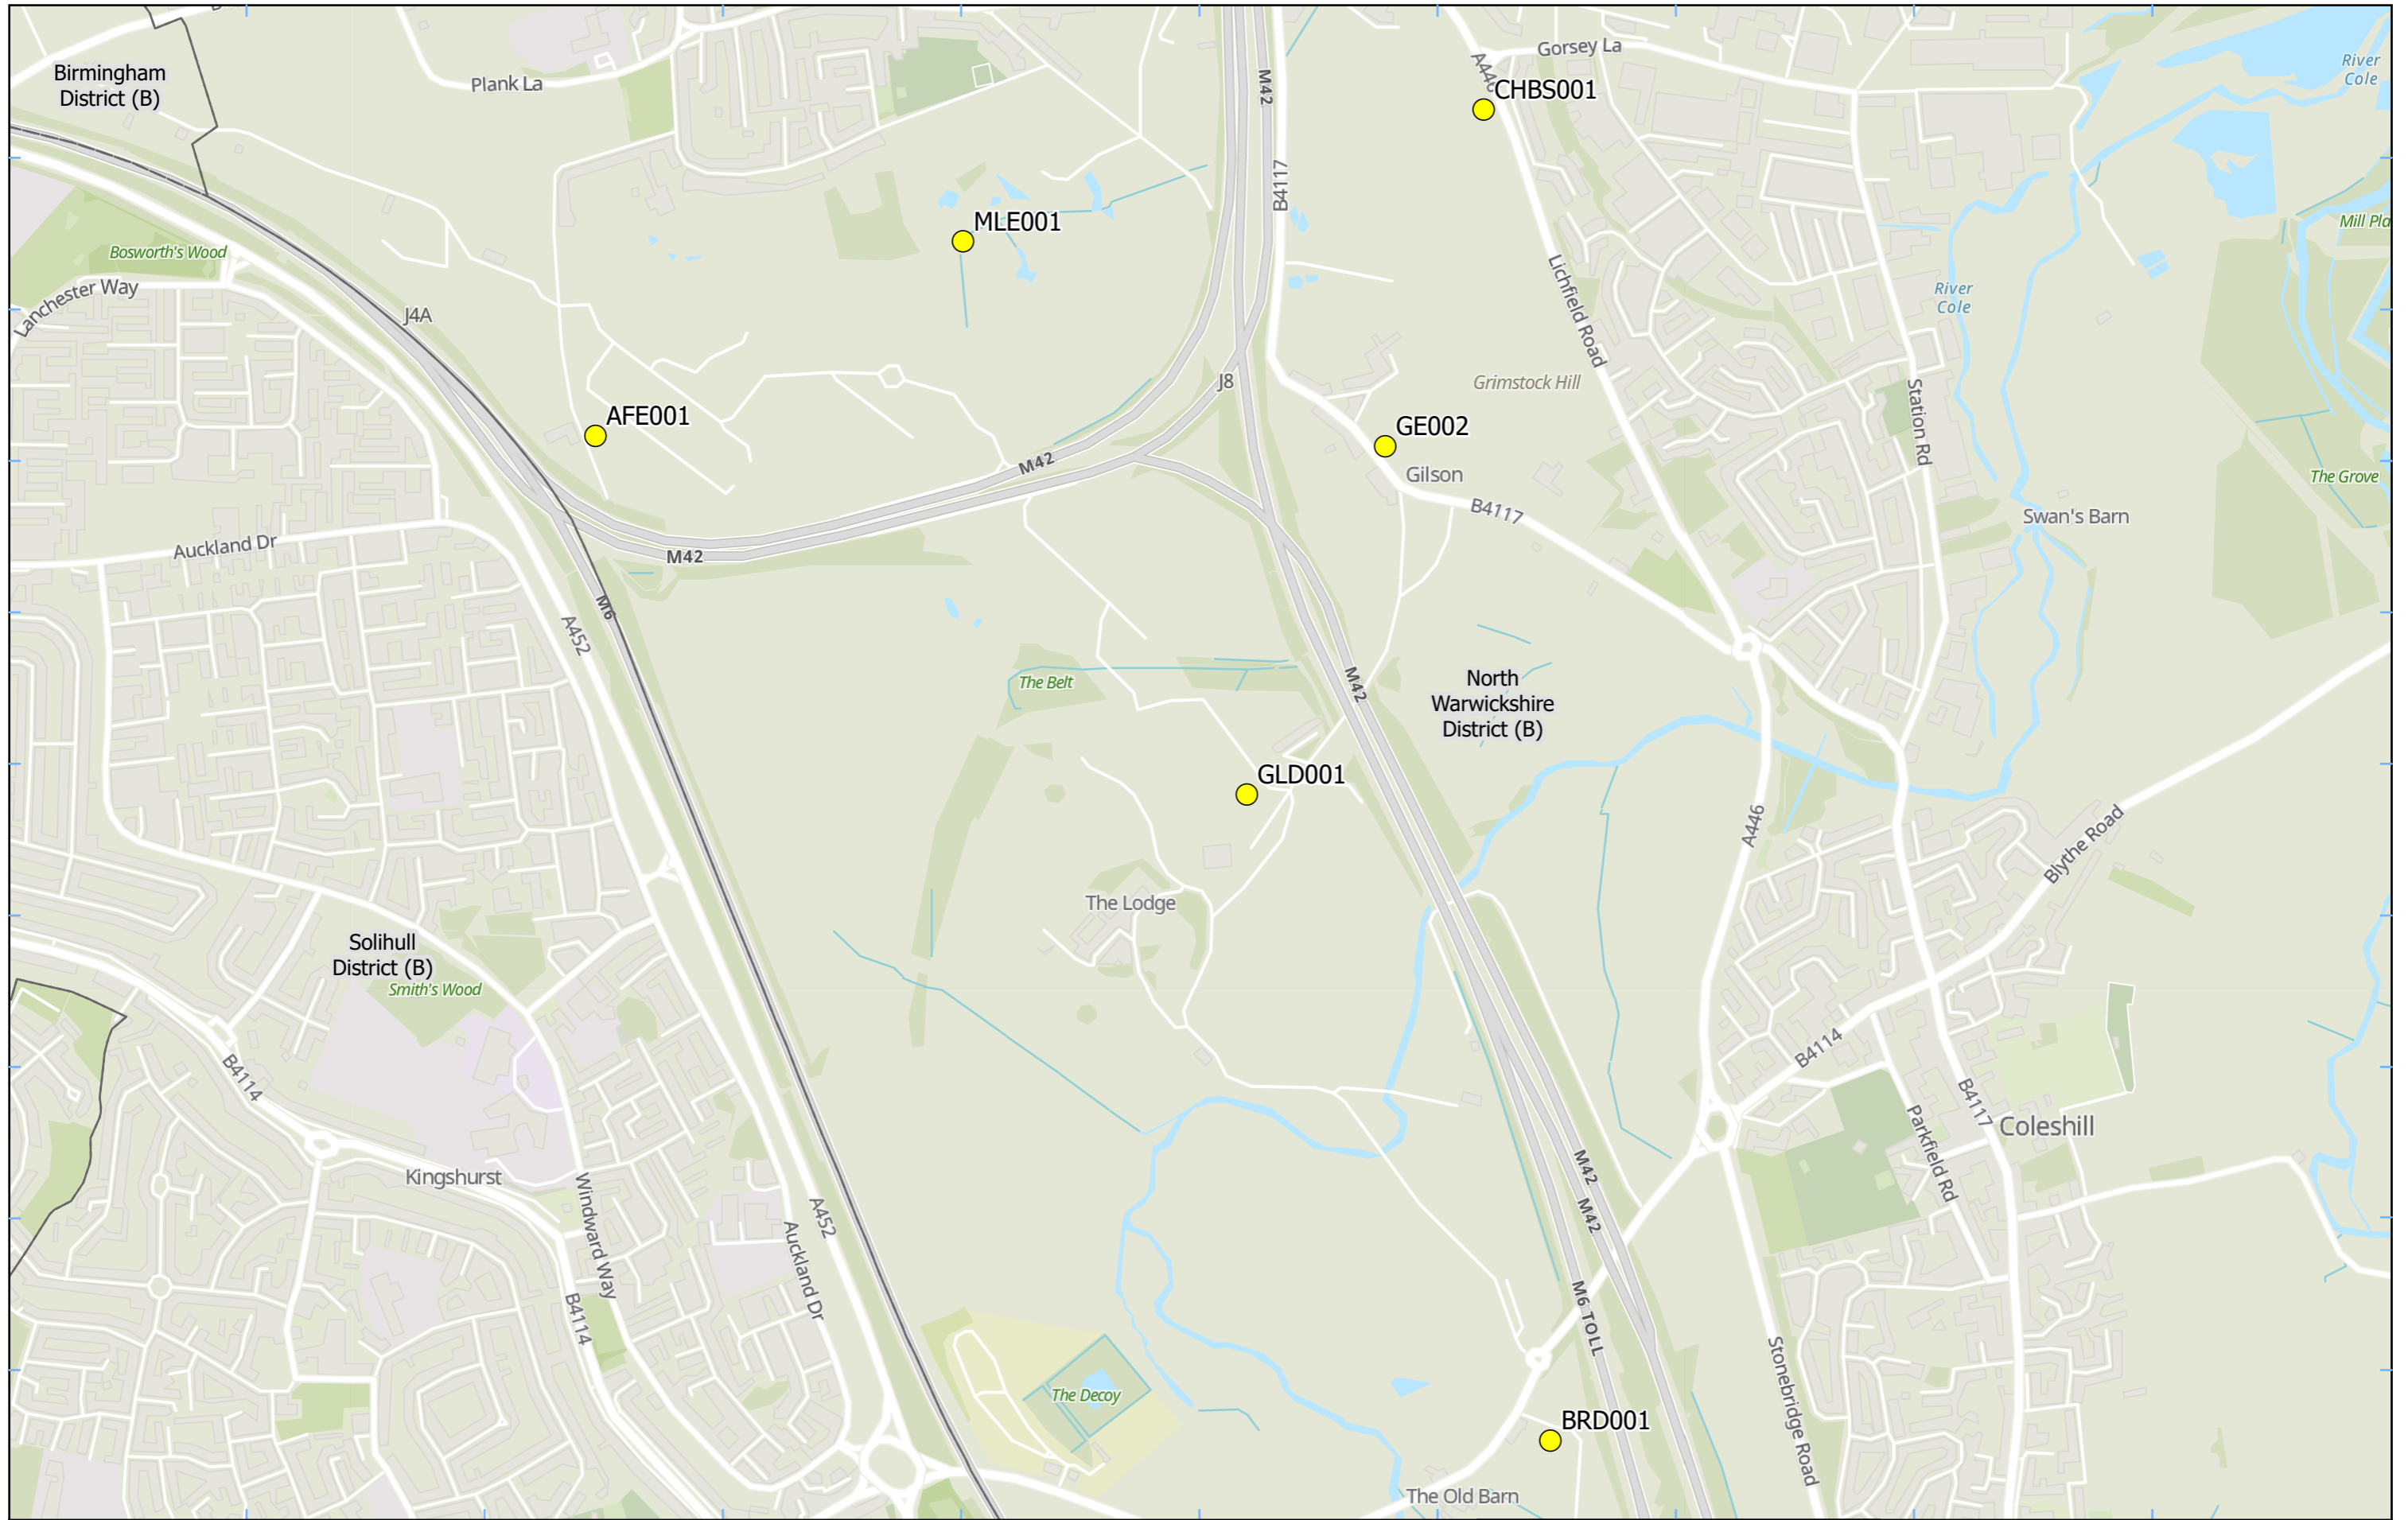 Birmingham
District (B)
Plank La
M42
Gorsey La
A446
CHBS001
River
Cole
B4117
MLE001
Mill Pla
Bosworth's Wood
Lanchester Way
J4A
Lichfield Road
River
Cole
J8
Grimstock Hill
Station Rd
AFE001
GE002
Gilson
M42
The Grove
B4117
Swan's Barn
Auckland Dr
M42
M6
A452
The Belt
M42
North
Warwickshire
District (B)
GLD001
A446
Blythe Road
The Lodge
Solihull
District (B)
Smith's Wood
B4114
B4114
B4117
Coleshill
Parkfield Rd
Kingshurst
Windward Way
M42
M42
A452
Auckland Dr
B4114
M6 TOLL
Stonebridge Road
The Decoy
BRD001
The Old Barn